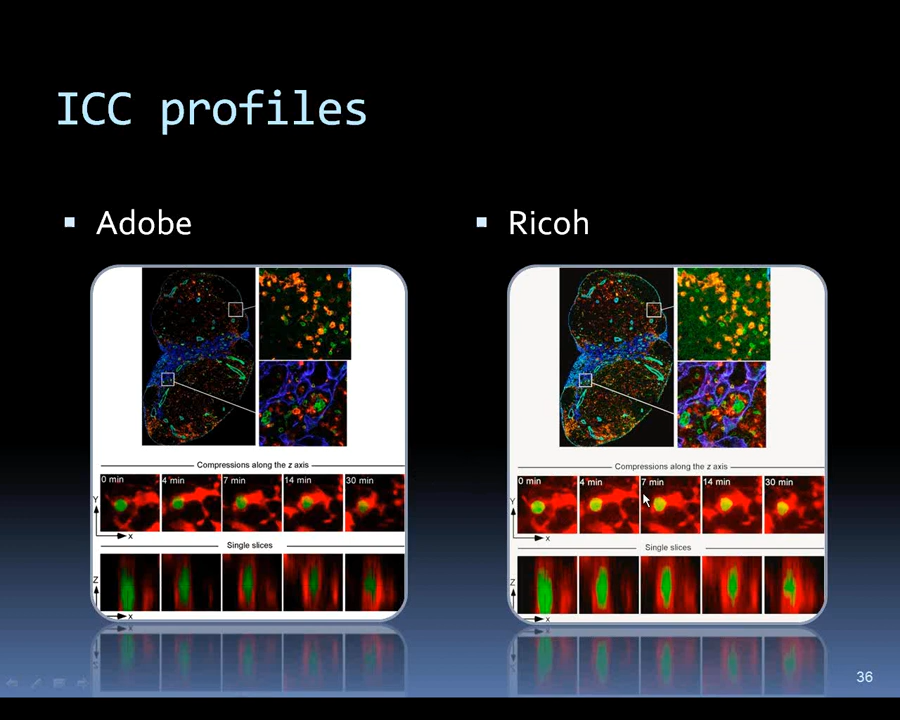 ICC profiles
Adobe
Compressions along the z axis
0 min 4 min 7 min 14 min 30 min
Y
x
Single slices
Z
x
Ricoh
Compressions along the z axis
0 min 4 min 7 min 14 min 30 min
Y
x
Single slices
Z
x
36